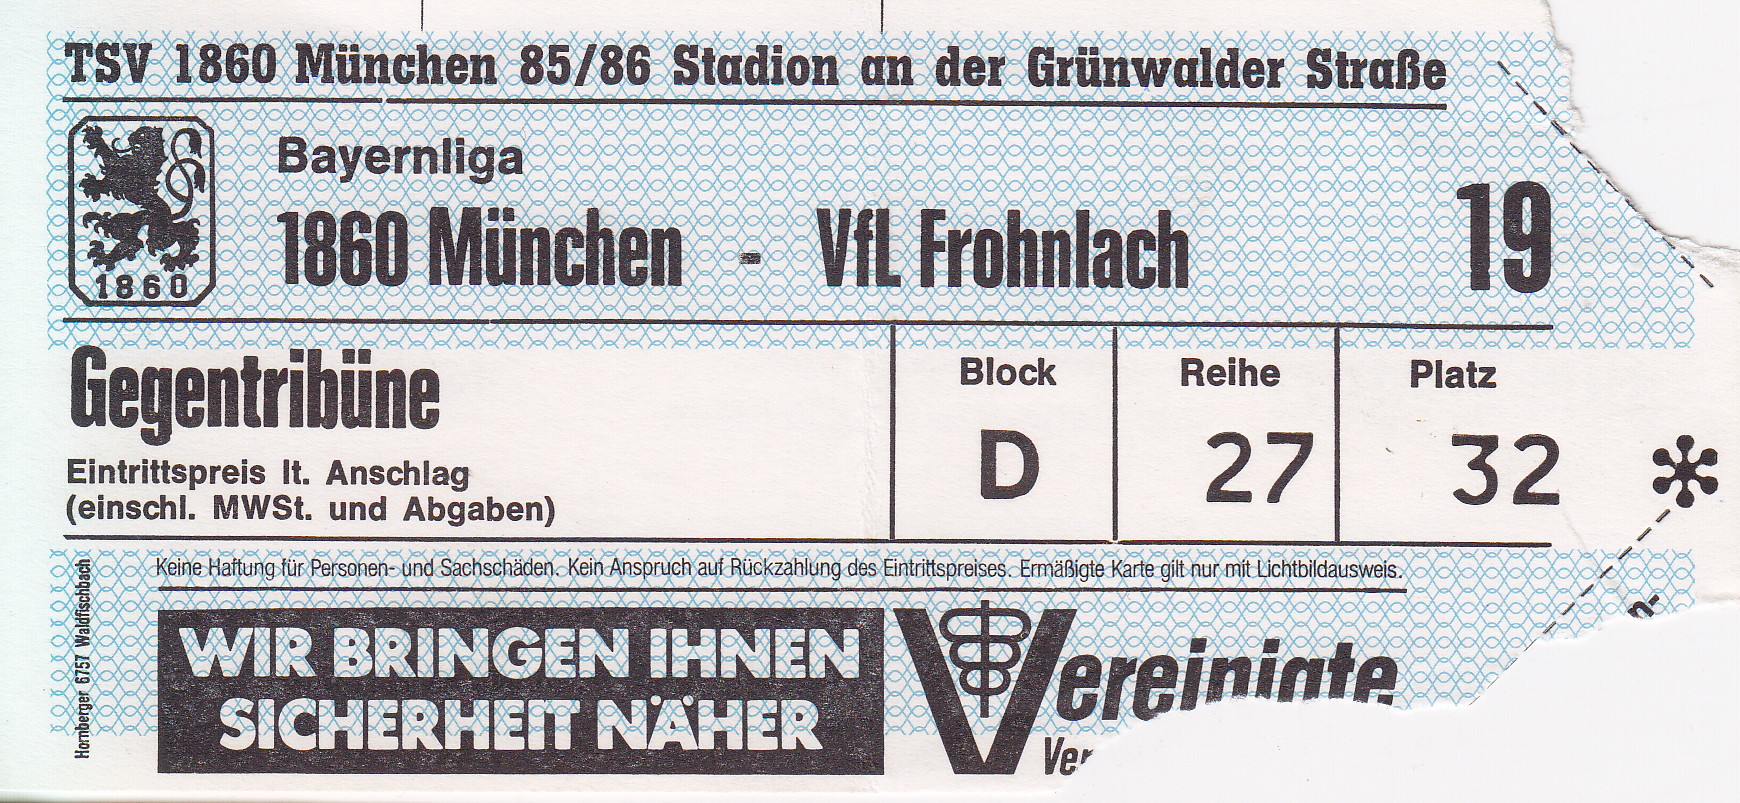 TSV 1860 München 85/86 Stadion an der Grünwalder Straße
Bayernliga
1860 München - VfL Frohnlach 19
1860
Gegentribüne
Eintrittspreis lt. Anschlag
(einschl. MWSt. und Abgaben)
Block Reihe Platz
D 27 32
Keine Haftung für Personen- und Sachschäden. Kein Anspruch auf Rückzahlung des Eintrittspreises. Ermäßigte Karte gilt nur mit Lichtbildausweis.
WIR BRINGEN IHNEN
SICHERHEIT NÄHER
Vereinigte
Ver
Homberger 6757 Waldfischbach